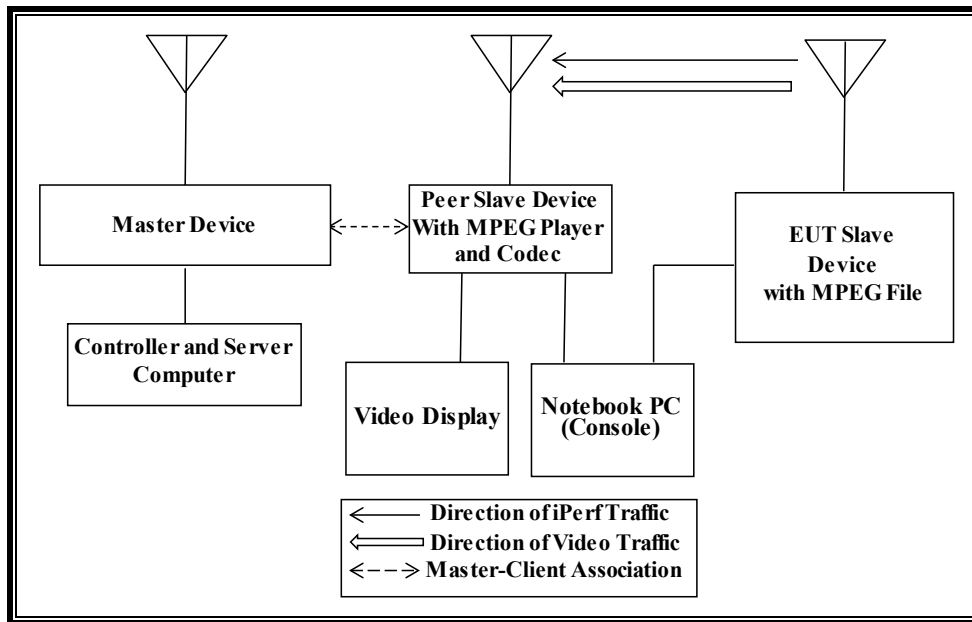 Master Device
Controller and Server
Computer
Peer Slave Device
With MPEG Player
and Codec
Video Display
Notebook PC
(Console)
EUT Slave
Device
with MPEG File
Direction of iPerf Traffic
Direction of Video Traffic
Master-Client Association